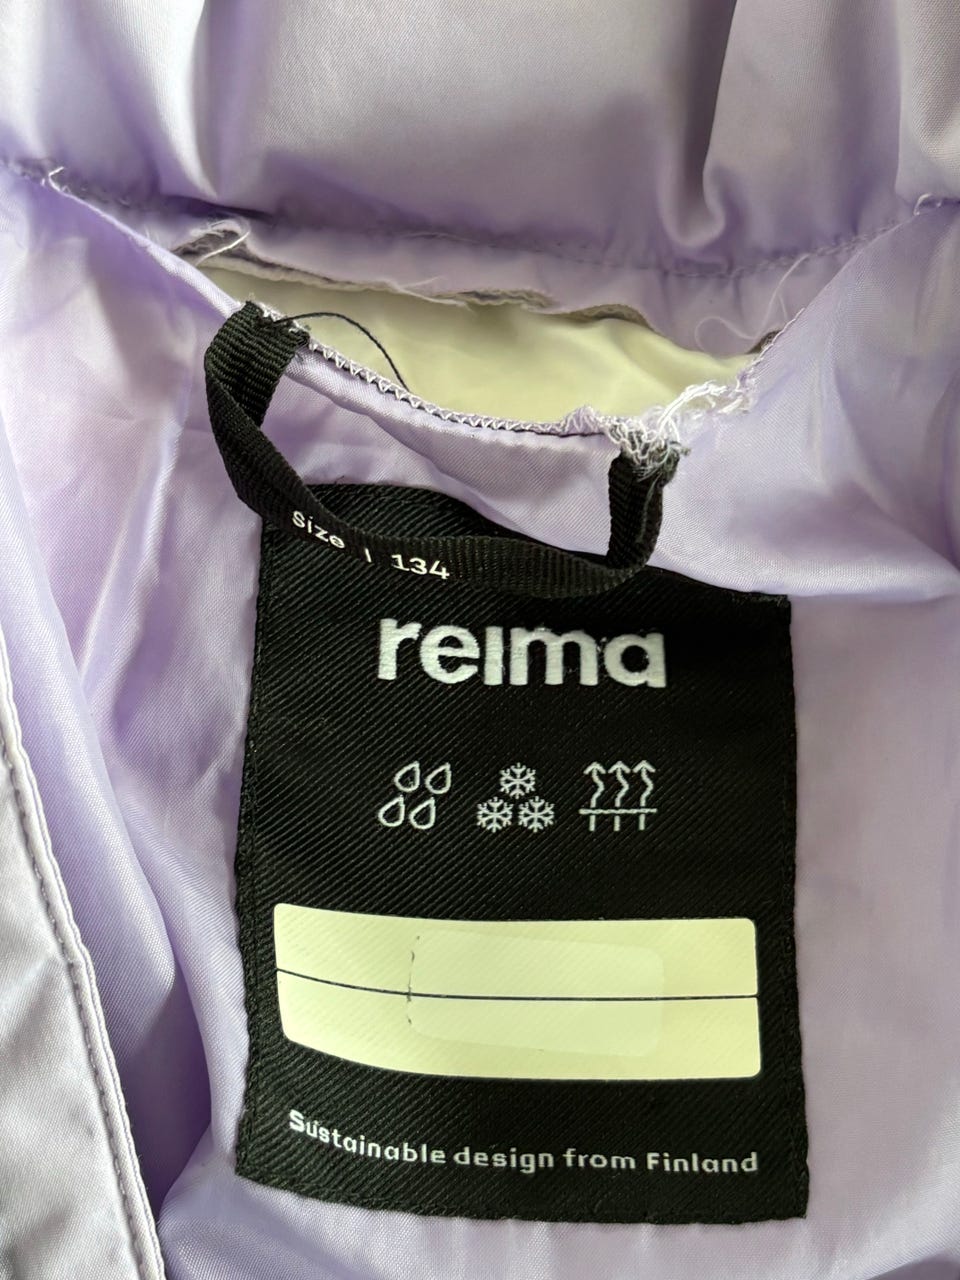 Size | 134
reima
Sustainable design from Finland